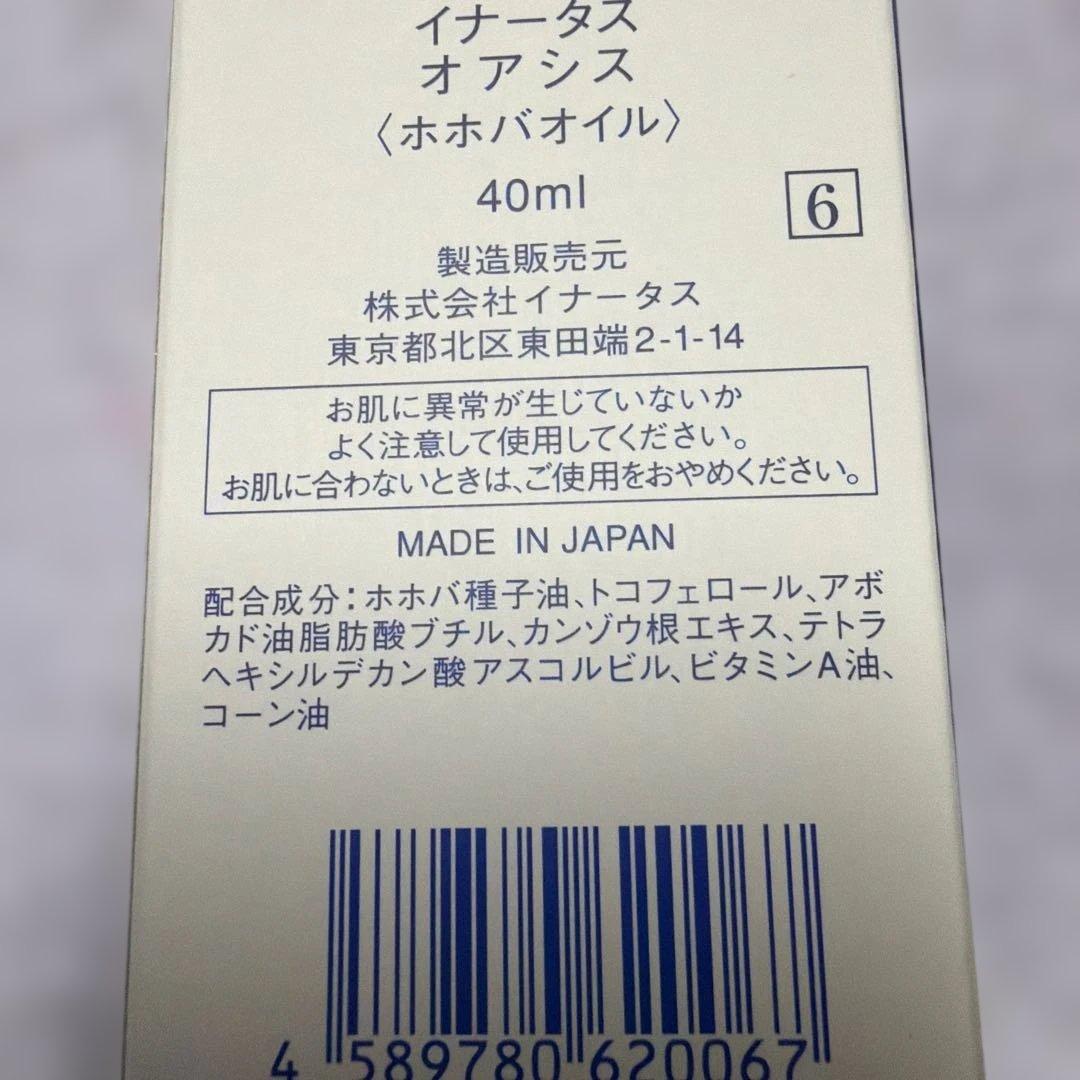 イナータス
オアシス
〈ホホバオイル〉
40ml
6
製造販売元
株式会社イナータス
東京都北区東田端2-1-14
お肌に異常が生じていないか
よく注意して使用してください。
お肌に合わないときは、ご使用をおやめください。
MADE IN JAPAN
配合成分：ホホバ種子油、トコフェロール、アボ
カド油脂肪酸ブチル、カンゾウ根エキス、テトラ
ヘキシルデカン酸アスコルビル、ビタミンA油、
コーン油
4 589780 620067